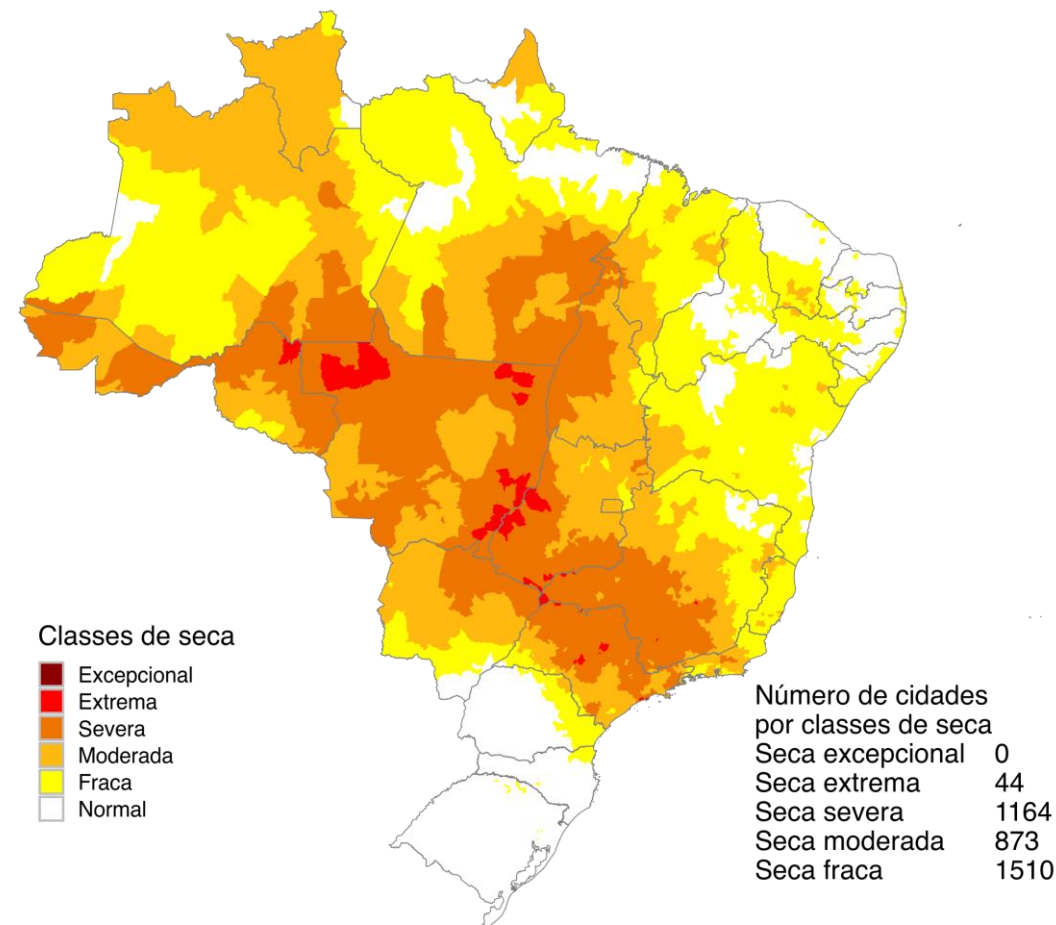 Classes de seca
Excepcional
Extrema
Severa
Moderada
Fraca
Normal
Número de cidades
por classes de seca
Seca excepcional 0
Seca extrema 44
Seca severa 1164
Seca moderada 873
Seca fraca 1510